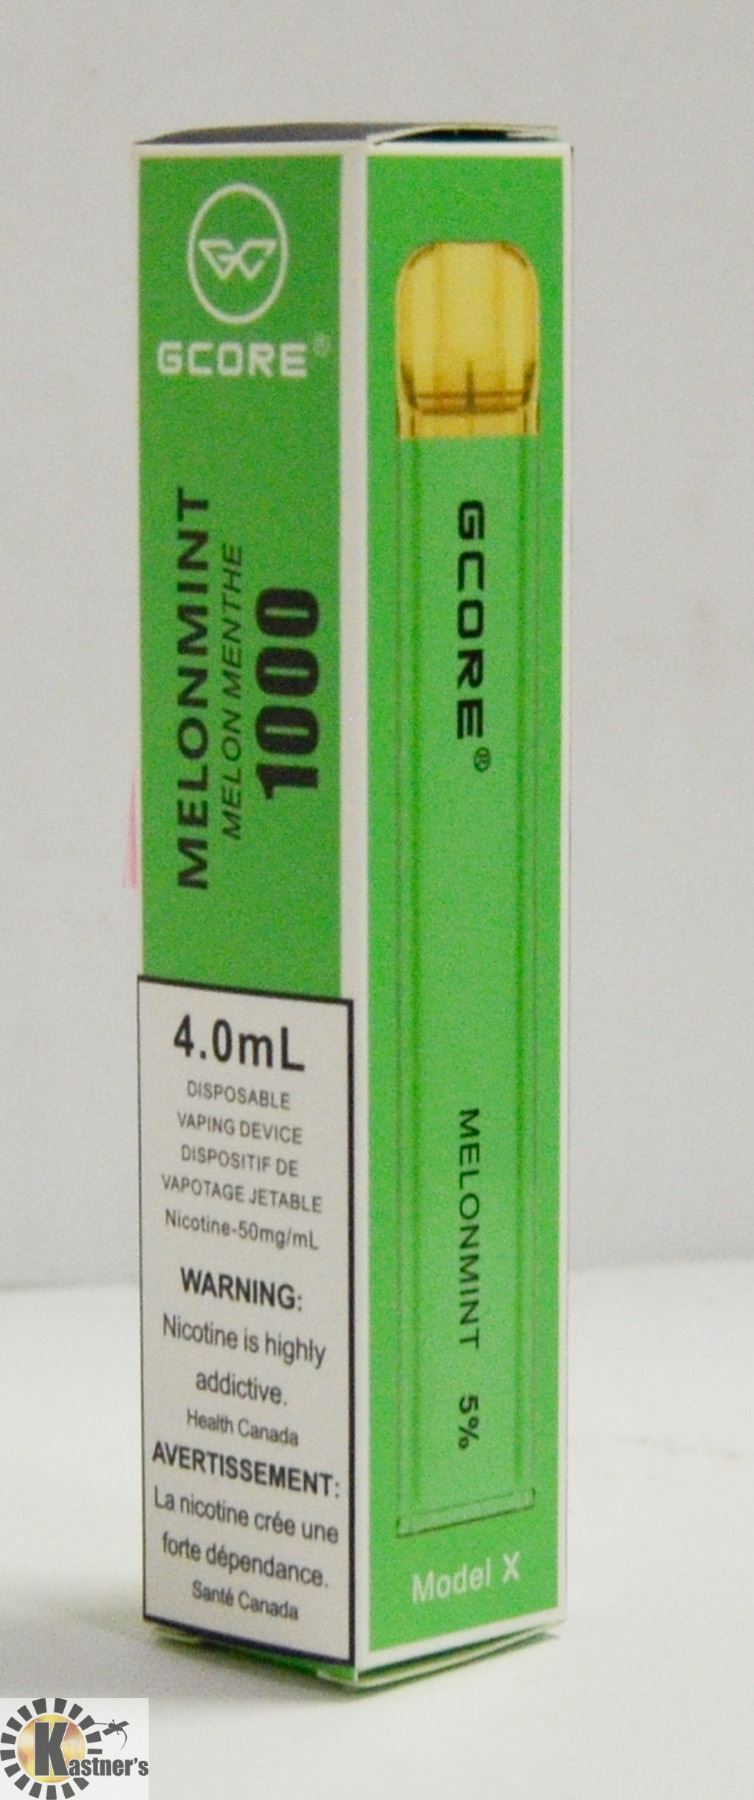 GC
GCORE®
MELONMINT
MELON MENTHE
1000
4.0mL
DISPOSABLE
VAPING DEVICE
DISPOSITIF DE
VAPOTAGE JETABLE
Nicotine-50mg/mL
WARNING:
Nicotine is highly
addictive.
Health Canada
AVERTISSEMENT:
La nicotine crée une
forte dépendance.
Santé Canada
GCORE®
MELONMINT 5%
Model X
Kastner's